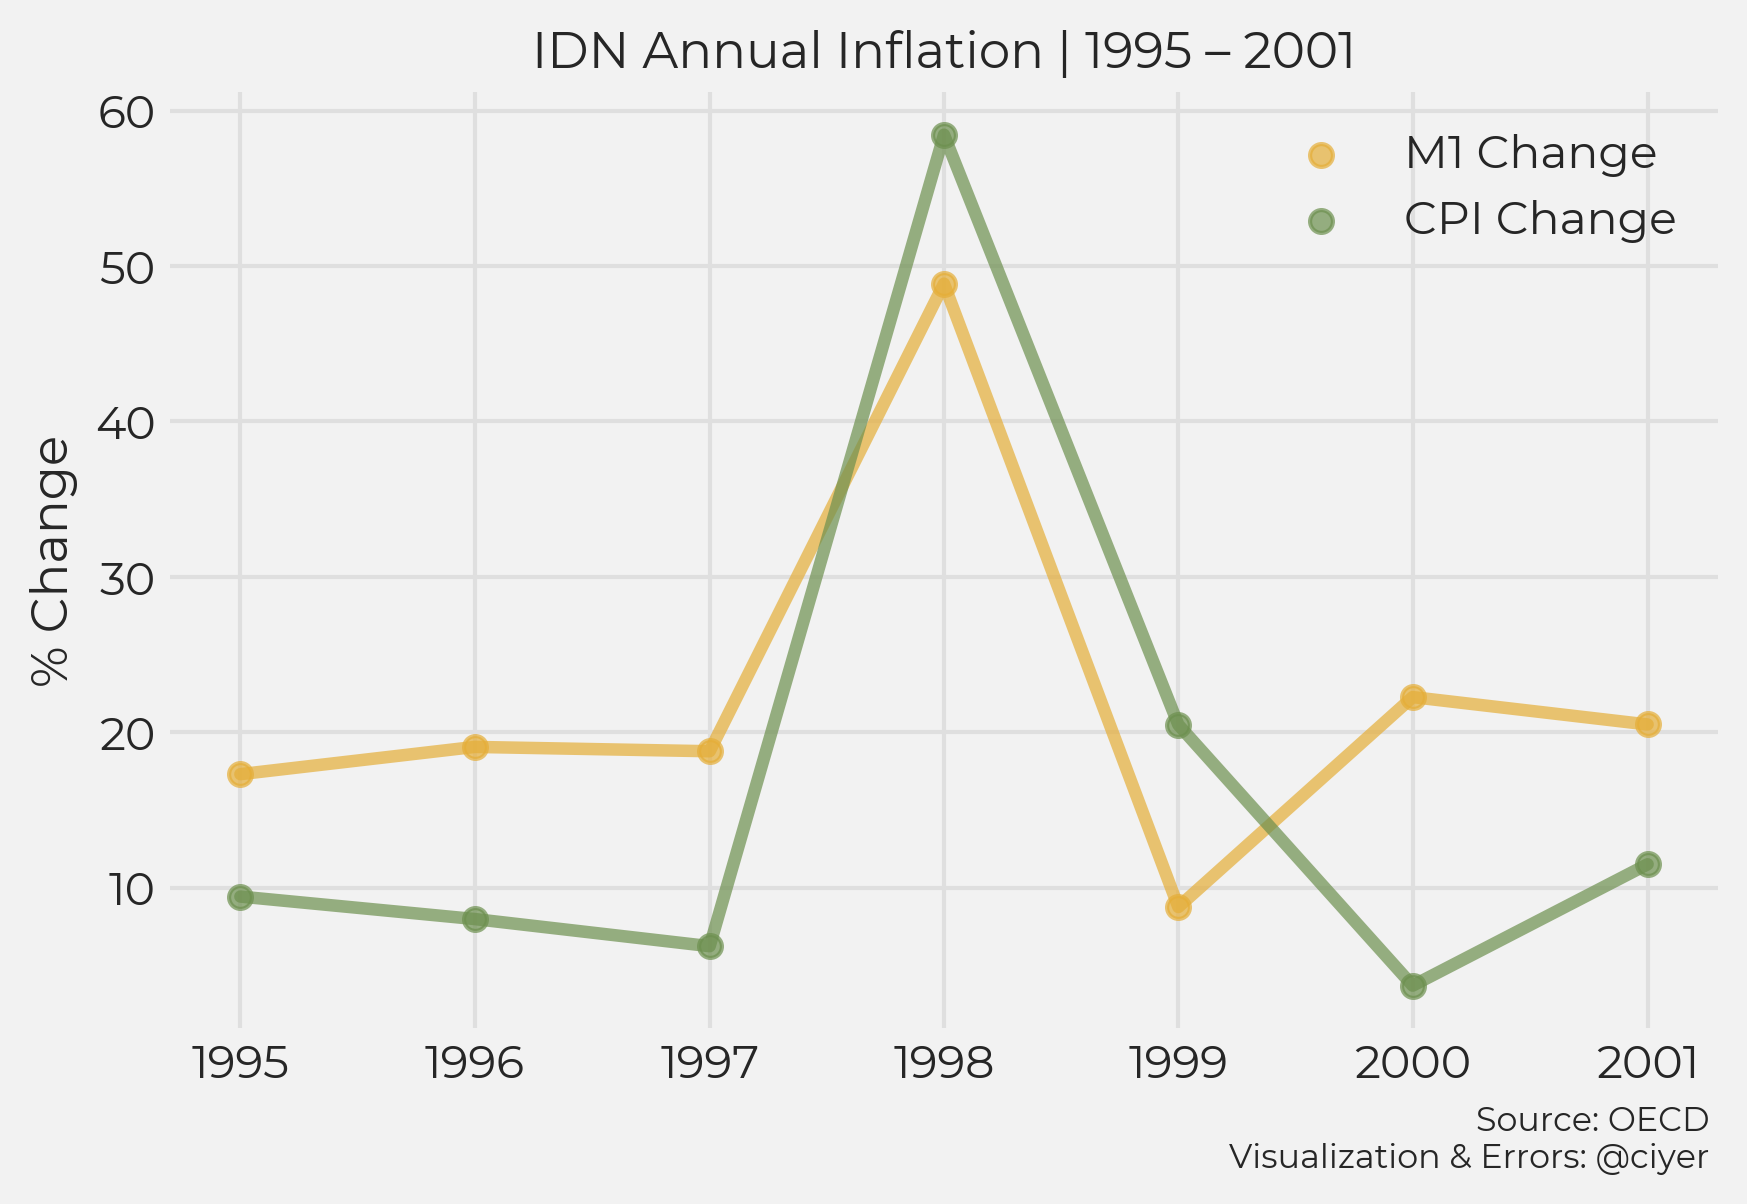 IDN Annual Inflation | 1995 – 2001
M1 Change
CPI Change
% Change
60
50
40
30
20
10
1995 1996 1997 1998 1999 2000 2001
Source: OECD
Visualization & Errors: @ciyer